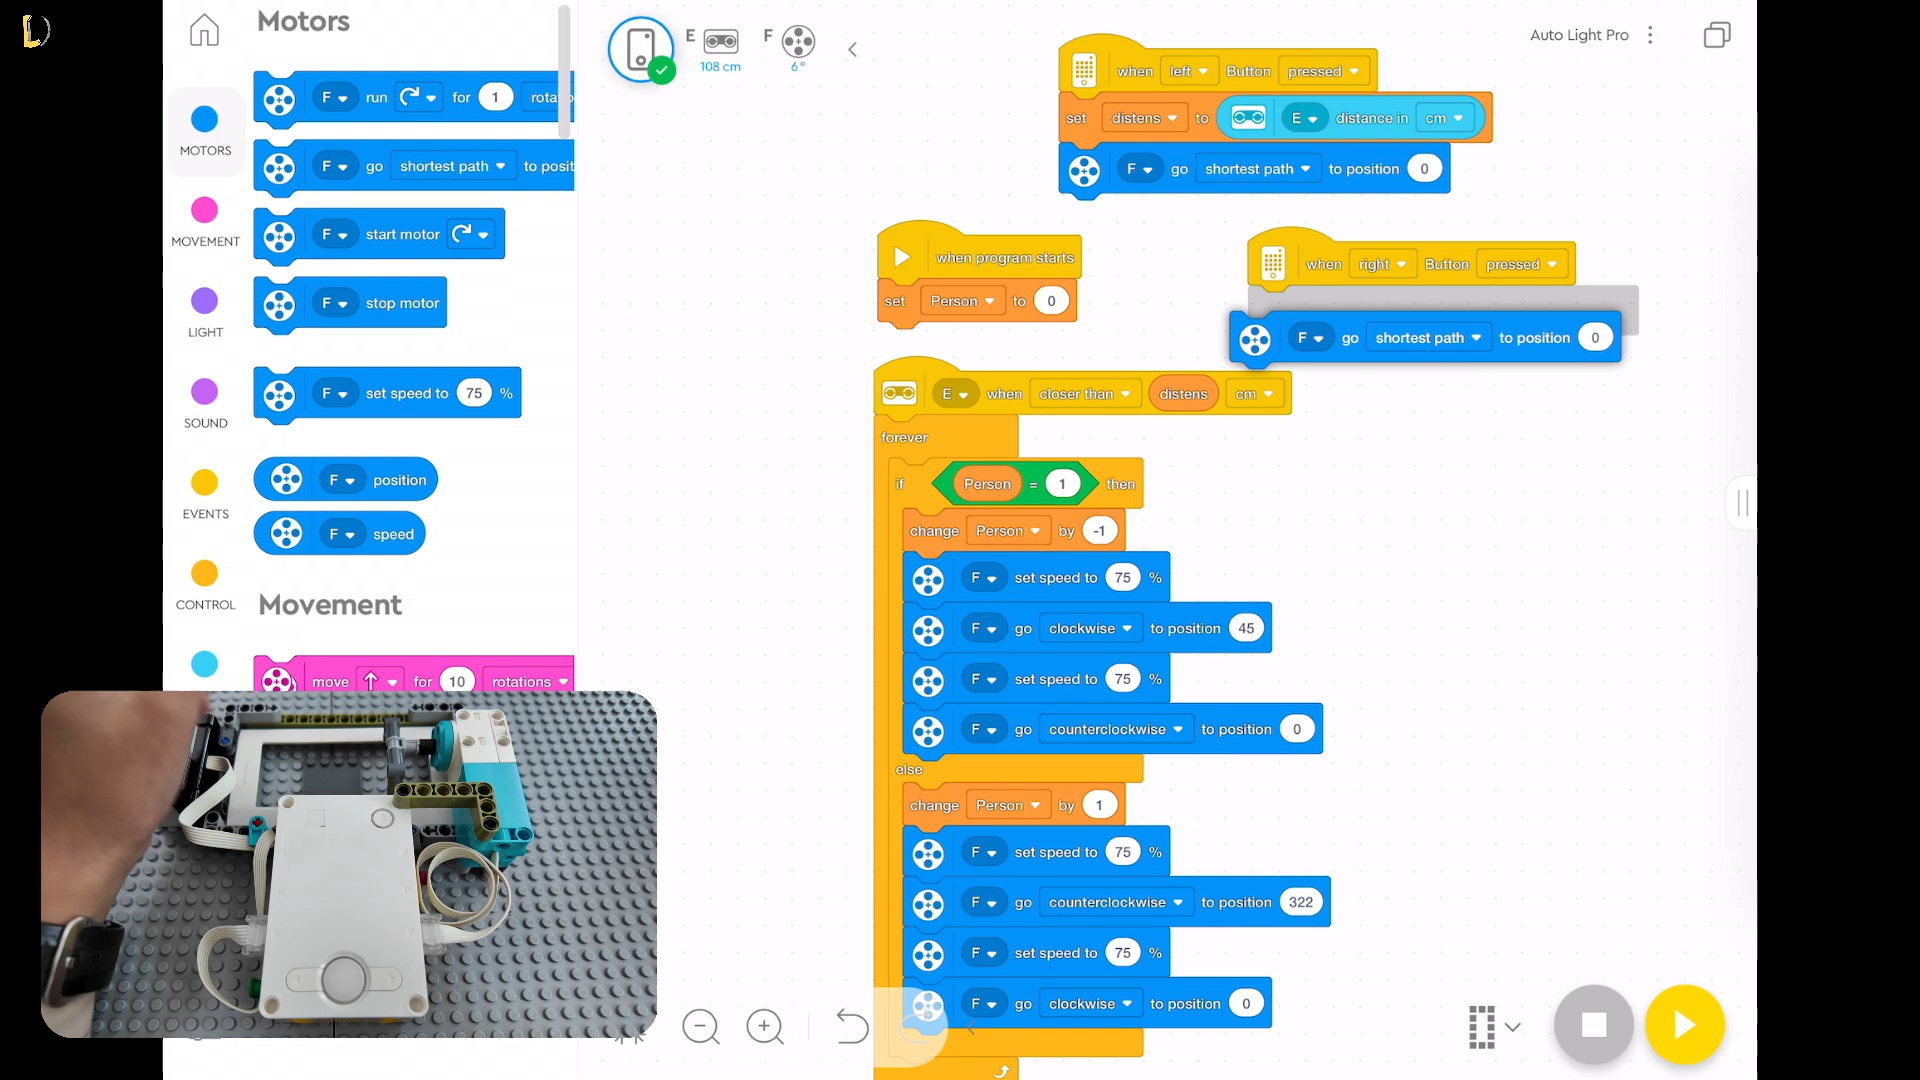 Motors
MOTORS
MOVEMENT
LIGHT
SOUND
EVENTS
CONTROL
F run for 1
F go shortest path to posit
F start motor
F stop motor
F set speed to 75 %
F position
F speed
Movement
move for 10 rotations
E F
108 cm 6°
Auto Light Pro
when left Button pressed
set distens to E distance in cm
F go shortest path to position 0
when program starts
set Person to 0
when right Button pressed
F go shortest path to position 0
E when closer than distens cm
forever
if Person = 1 then
change Person by -1
F set speed to 75 %
F go clockwise to position 45
F set speed to 75 %
F go counterclockwise to position 0
else
change Person by 1
F set speed to 75 %
F go counterclockwise to position 322
F set speed to 75 %
F go clockwise to position 0